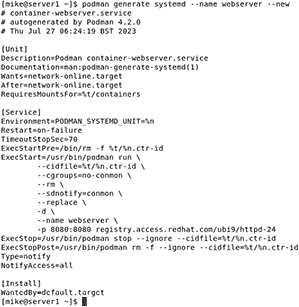 [mike@server1 ~]$ podman generate systemd --name webserver --new
# container-webserver.service
# autogenerated by Podman 4.2.0
# Thu Jul 27 06:24:19 BST 2023
[Unit]
Description=Podman container-webserver.service
Documentation=man:podman-generate-systemd(1)
Wants=network-online.target
After=network-online.target
RequiresMountsFor=%t/containers
[Service]
Environment=PODMAN_SYSTEMD_UNIT=%n
Restart=on-failure
TimeoutStopSec=70
ExecStartPre=/bin/rm -f %t/%n.ctr-id
ExecStart=/usr/bin/podman run \
--cidfile=%t/%n.ctr-id \
--cgroups=no-conmon \
--rm \
--sdnotify=conmon \
--replace \
-d \
--name webserver \
-p 8080:8080 registry.access.redhat.com/ubi9/httpd-24
ExecStop=/usr/bin/podman stop --ignore --cidfile=%t/%n.ctr-id
ExecStopPost=/usr/bin/podman rm -f --ignore --cidfile=%t/%n.ctr-id
Type=notify
NotifyAccess=all
[Install]
WantedBy=default.target
[mike@server1 ~]$